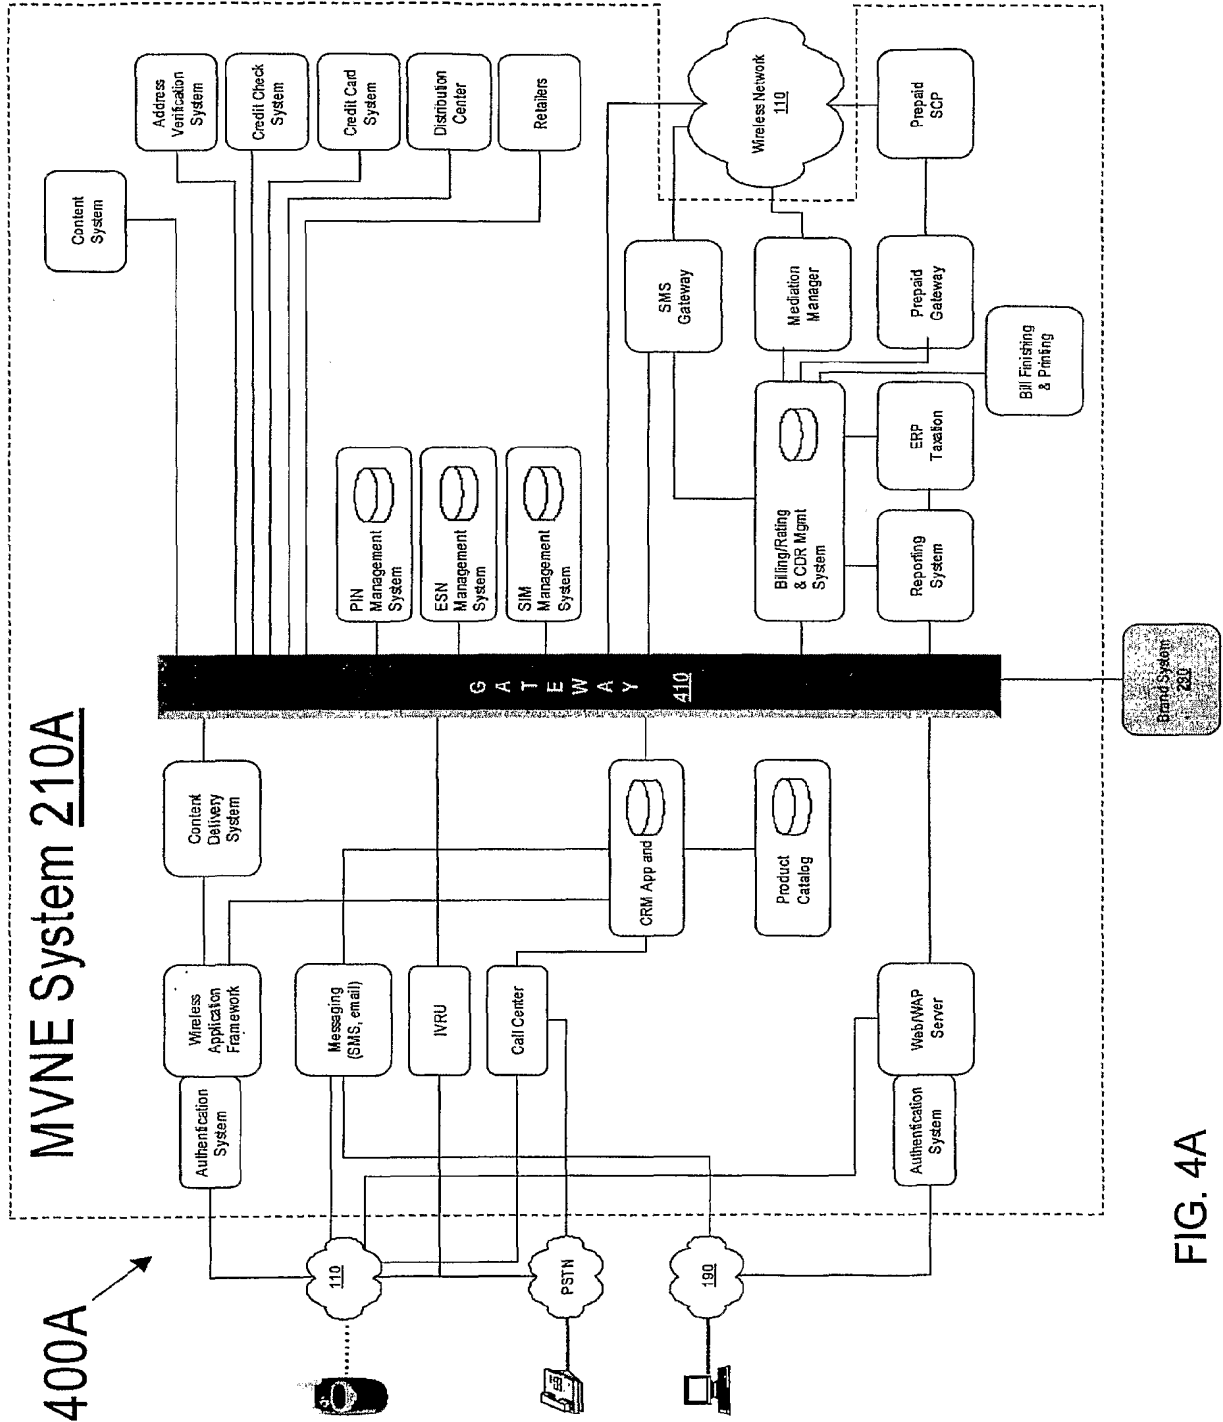 400A
MVNE System 210A
Content
System
Address
Verification
System
Credit Check
System
Credit Card
System
Distribution
Center
Retailers
Authentication
System
Wireless
Application
Framework
Content
Delivery
System
PIN
Management
System
ESN
Management
System
SIM
Management
System
Messaging
(SMS, email)
IVRU
Call Center
CRM App and
Product
Catalog
GATEWAY
410
SMS
Gateway
Wireless Network
110
Mediation
Manager
Prepaid
Gateway
Prepaid
SCP
Billing/Rating
& CDR Mgmt
System
ERP
Taxation
Reporting
System
Bill Finishing
& Printing
Web/WAP
Server
Authentication
System
110
PSTN
190
Brand System
290
FIG. 4A